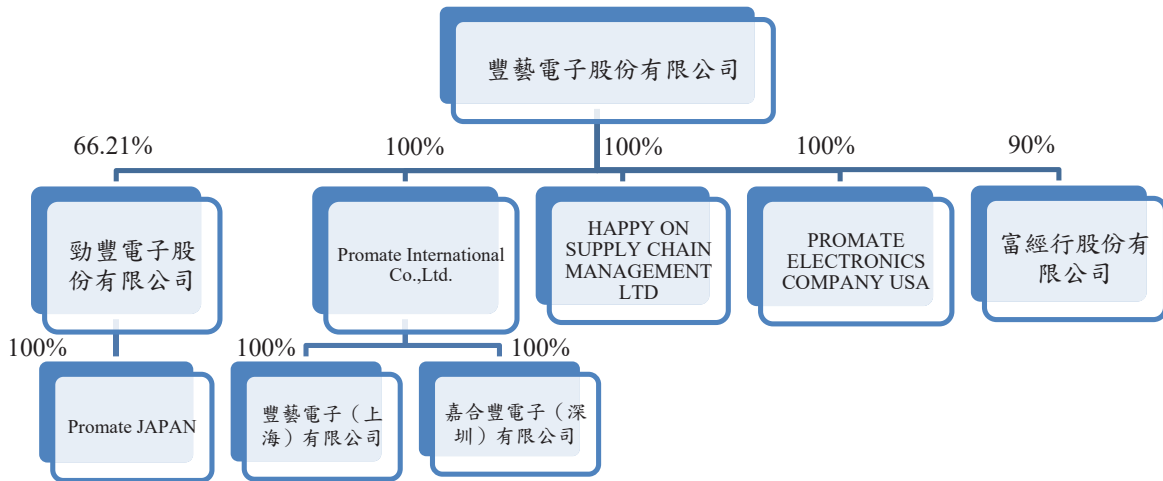 豐藝電子股份有限公司
66.21%
100%
100%
100%
90%
勁豐電子股
份有限公司
Promate International
Co.,Ltd.
HAPPY ON
SUPPLY CHAIN
MANAGEMENT
LTD
PROMATE
ELECTRONICS
COMPANY USA
富經行股份有
限公司
100%
100%
100%
Promate JAPAN
豐藝電子（上
海）有限公司
嘉合豐電子（深
圳）有限公司